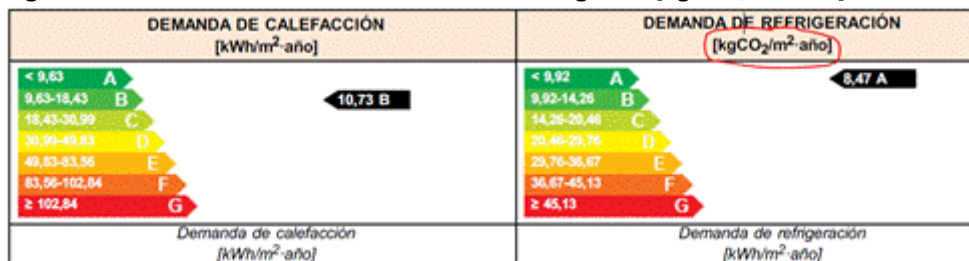 DEMANDA DE CALEFACCIÓN
[kWh/m²·año]
< 9,63 A
9,63-18,43 B
10,73 B
18,43-30,99 C
30,99-49,83 D
49,83-83,56 E
83,56-102,84 F
≥ 102,84 G
Demanda de calefacción
[kWh/m²·año]
DEMANDA DE REFRIGERACIÓN
[kgCO₂/m²·año]
< 9,92 A
8,47 A
9,92-14,26 B
14,26-20,46 C
20,46-29,76 D
29,76-36,67 E
36,67-45,13 F
≥ 45,13 G
Demanda de refrigeración
[kWh/m²·año]